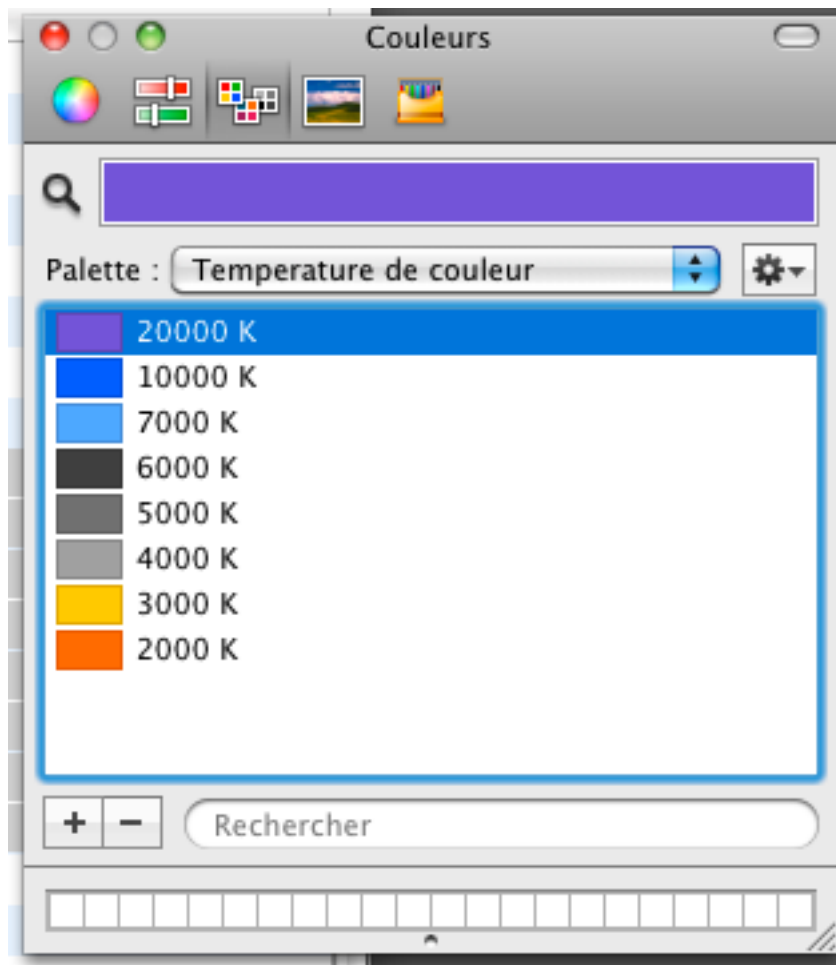 Couleurs
Palette : Temperature de couleur
20000 K
10000 K
7000 K
6000 K
5000 K
4000 K
3000 K
2000 K
Rechercher